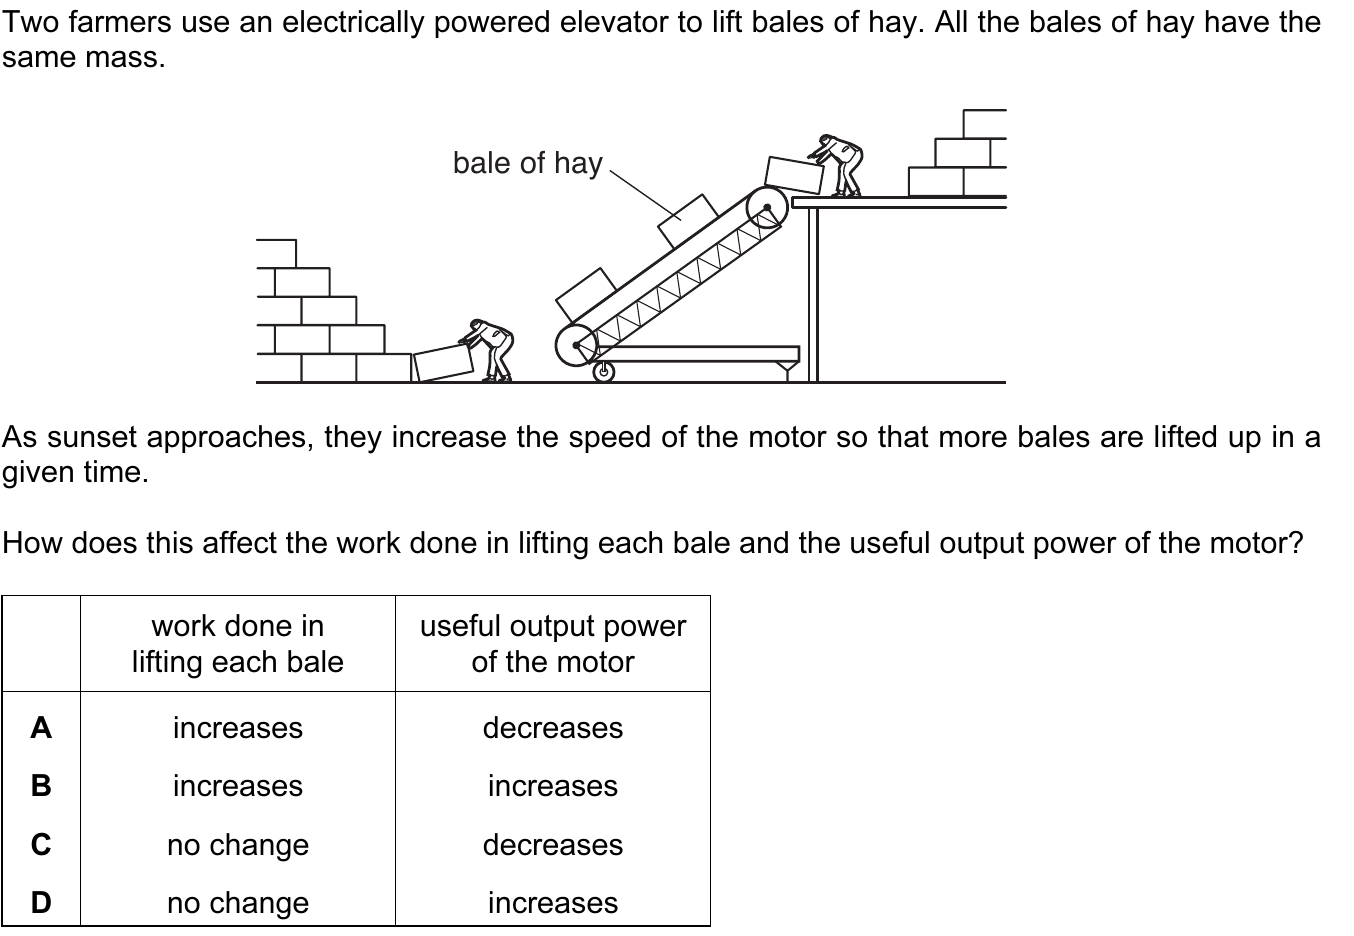 Two farmers use an electrically powered elevator to lift bales of hay. All the bales of hay have the
same mass.
bale of hay
As sunset approaches, they increase the speed of the motor so that more bales are lifted up in a
given time.
How does this affect the work done in lifting each bale and the useful output power of the motor?
work done in
lifting each bale
useful output power
of the motor
A increases decreases
B increases increases
C no change decreases
D no change increases